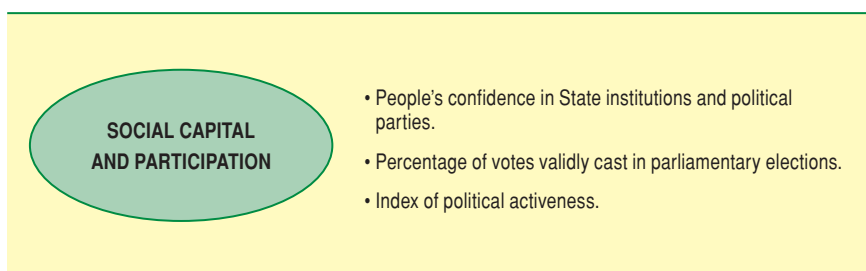 SOCIAL CAPITAL
AND PARTICIPATION
• People's confidence in State institutions and political
parties.
• Percentage of votes validly cast in parliamentary elections.
• Index of political activeness.